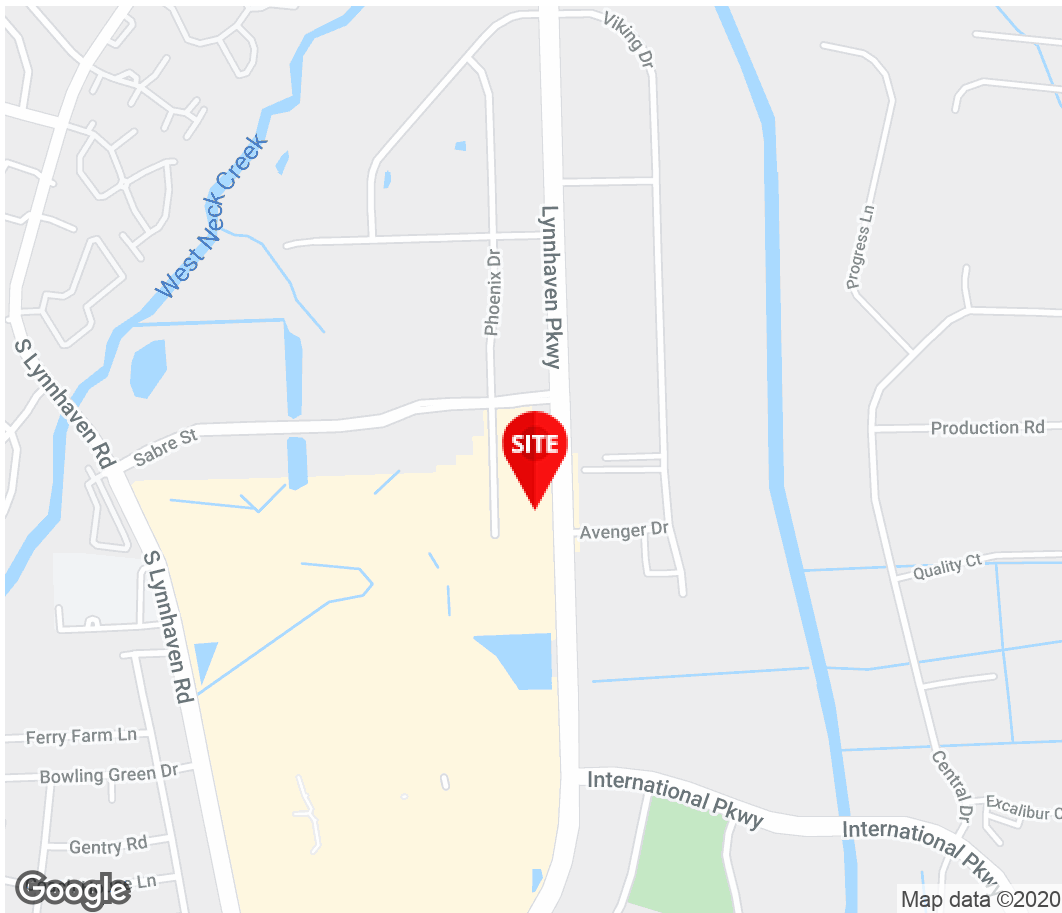 Viking Dr
West Neck Creek
Lynnhaven Pkwy
Phoenix Dr
Progress Ln
S Lynnhaven Rd
Sabre St
SITE
Production Rd
Avenger Dr
Quality Ct
S Lynnhaven Rd
Ferry Farm Ln
Bowling Green Dr
International Pkwy
Central Dr
Excalibur C
Gentry Rd
International Pkwy
Ln
Google
Map data ©2020